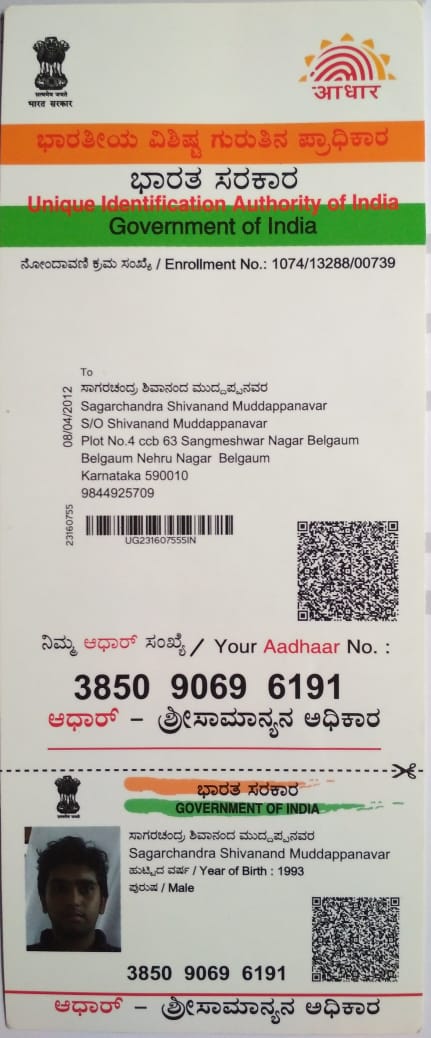 सत्यमेव जयते
भारत सरकार
आधार
ಭಾರತೀಯ ವಿಶಿಷ್ಟ ಗುರುತಿನ ಪ್ರಾಧಿಕಾರ
ಭಾರತ ಸರಕಾರ
Unique Identification Authority of India
Government of India
ನೋಂದಾವಣಿ ಕ್ರಮ ಸಂಖ್ಯೆ / Enrollment No.: 1074/13288/00739
08/04/2012
To
ಸಾಗರಚಂದ್ರ ಶಿವಾನಂದ ಮುದ್ದಪ್ಪನವರ
Sagarchandra Shivanand Muddappanavar
S/O Shivanand Muddappanavar
Plot No.4 ccb 63 Sangmeshwar Nagar Belgaum
Belgaum Nehru Nagar Belgaum
Karnataka 590010
9844925709
23160755
UG231607555IN
ನಿಮ್ಮ ಆಧಾರ್ ಸಂಖ್ಯೆ / Your Aadhaar No. :
3850 9069 6191
ಆಧಾರ್ – ಶ್ರೀಸಾಮಾನ್ಯನ ಅಧಿಕಾರ
ಭಾರತ ಸರಕಾರ
GOVERNMENT OF INDIA
ಸಾಗರಚಂದ್ರ ಶಿವಾನಂದ ಮುದ್ದಪ್ಪನವರ
Sagarchandra Shivanand Muddappanavar
ಹುಟ್ಟಿದ ವರ್ಷ / Year of Birth : 1993
ಪುರುಷ / Male
3850 9069 6191
ಆಧಾರ್ – ಶ್ರೀಸಾಮಾನ್ಯನ ಅಧಿಕಾರ